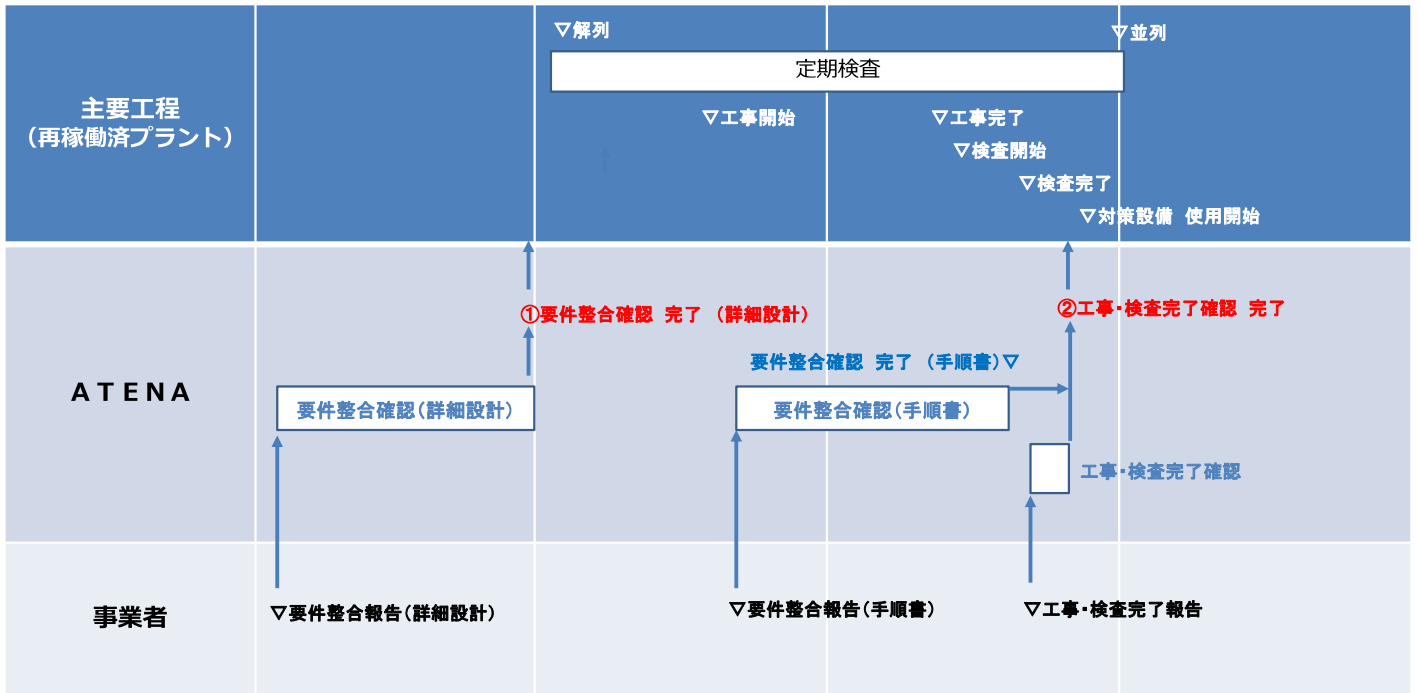 ▽解列
▽並列
定期検査
主要工程
（再稼働済プラント）
▽工事開始
▽工事完了
▽検査開始
▽検査完了
▽対策設備　使用開始
①要件整合確認　完了　（詳細設計）
②工事・検査完了確認　完了
要件整合確認　完了　（手順書）▽
ＡＴＥＮＡ
要件整合確認（詳細設計）
要件整合確認（手順書）
工事・検査完了確認
事業者
▽要件整合報告（詳細設計）
▽要件整合報告（手順書）
▽工事・検査完了報告